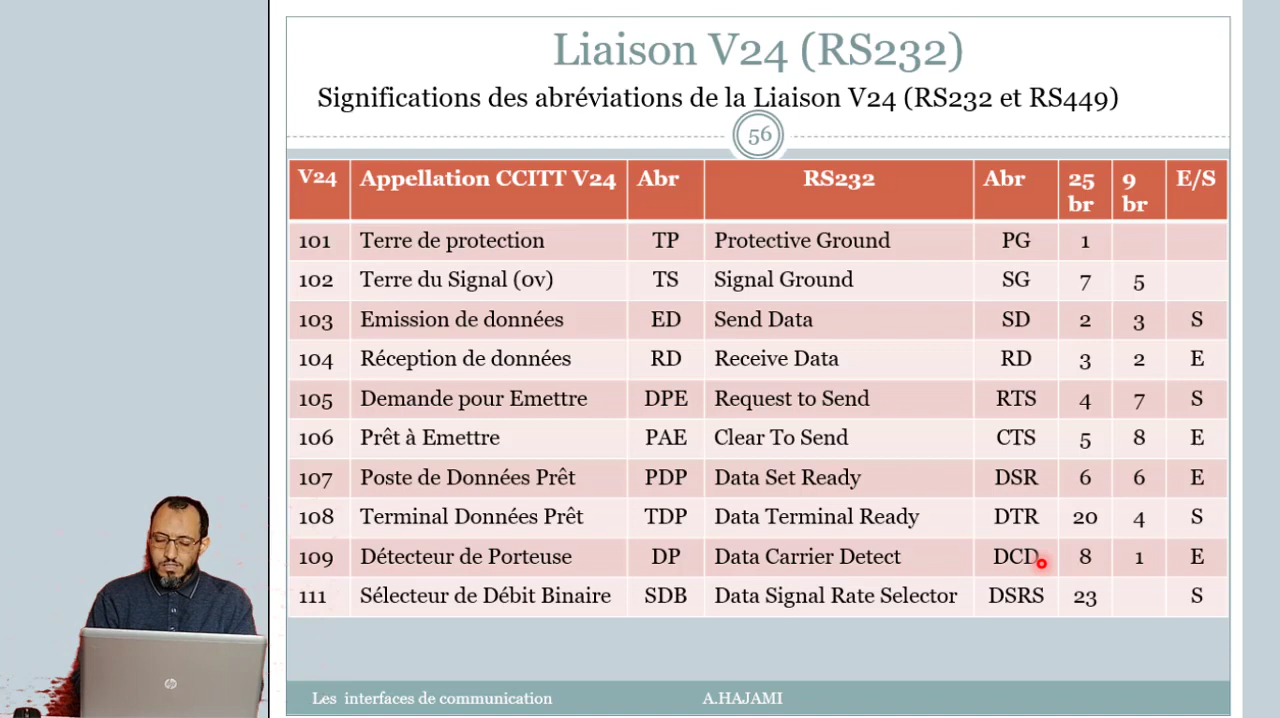 Liaison V24 (RS232)
Significations des abréviations de la Liaison V24 (RS232 et RS449)
56
V24 Appellation CCITT V24 Abr RS232 Abr 25 br 9 br E/S
101 Terre de protection TP Protective Ground PG 1
102 Terre du Signal (0v) TS Signal Ground SG 7 5
103 Emission de données ED Send Data SD 2 3 S
104 Réception de données RD Receive Data RD 3 2 E
105 Demande pour Emettre DPE Request to Send RTS 4 7 S
106 Prêt à Emettre PAE Clear To Send CTS 5 8 E
107 Poste de Données Prêt PDP Data Set Ready DSR 6 6 E
108 Terminal Données Prêt TDP Data Terminal Ready DTR 20 4 S
109 Détecteur de Porteuse DP Data Carrier Detect DCD 8 1 E
111 Sélecteur de Débit Binaire SDB Data Signal Rate Selector DSRS 23 S
Les interfaces de communication A.HAJAMI
hp